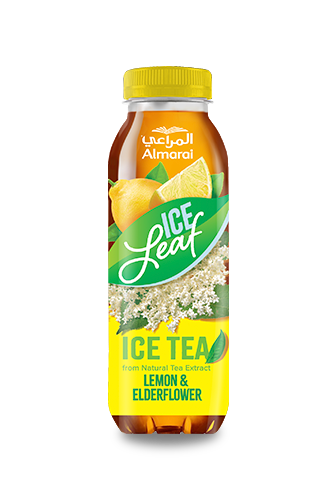 المراعي
Almarai
ICE
Leaf
ICE TEA
from Natural Tea Extract
LEMON &
ELDERFLOWER